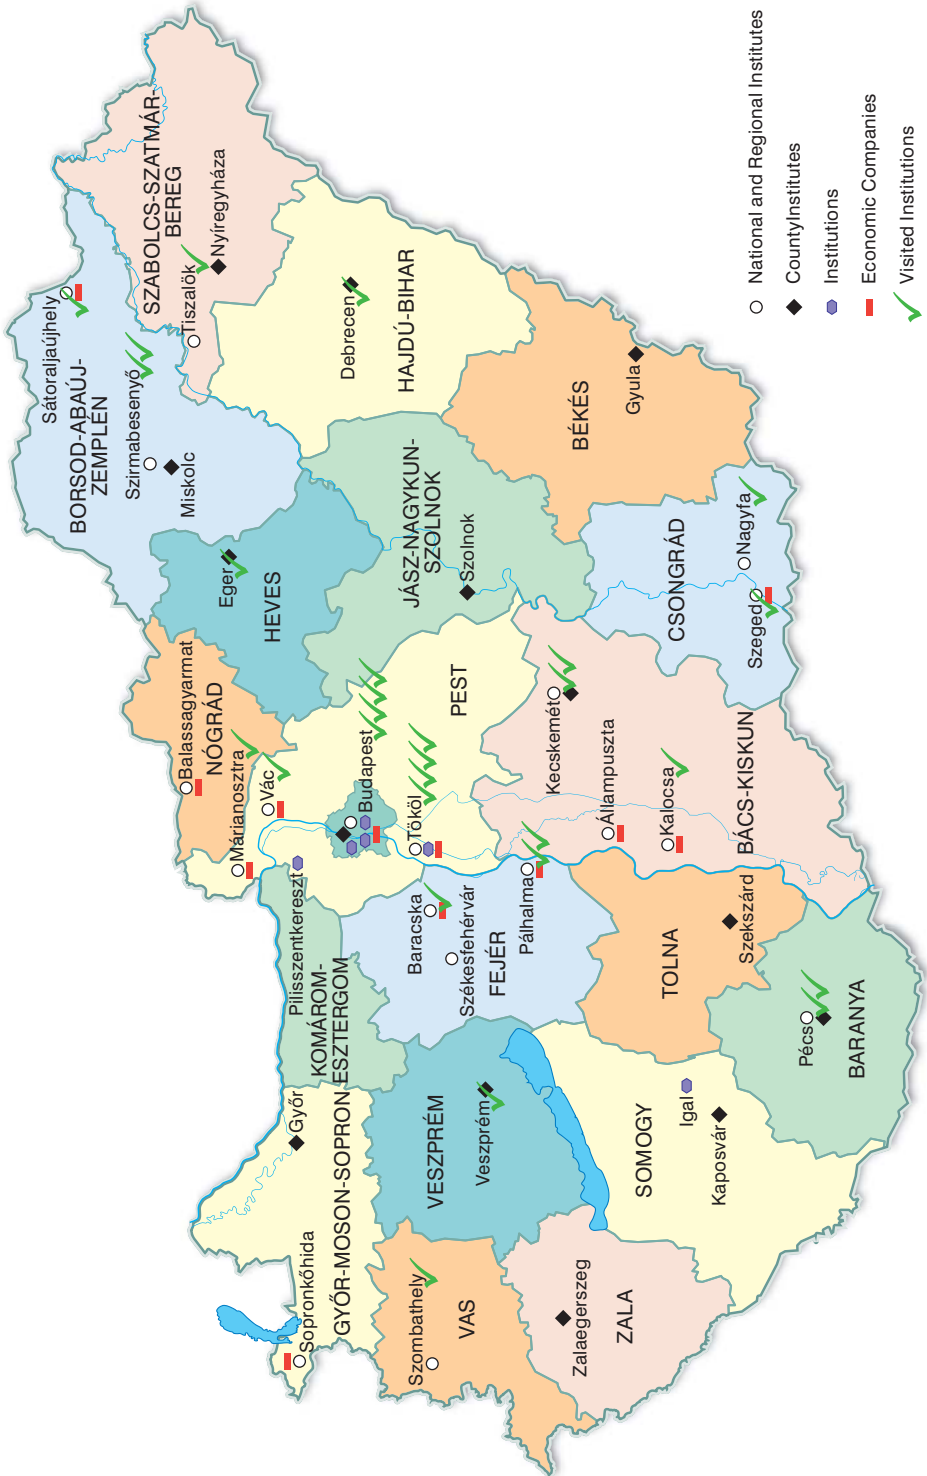 SZABOLCS-SZATMÁR-
BEREG
Nyíregyháza
Tiszalök
Sátoraljaújhely
BORSOD-ABAÚJ-
ZEMPLÉN
Szirmabesenyő
Miskolc
Debrecen
HAJDÚ-BIHAR
Eger
HEVES
JÁSZ-NAGYKUN-
SZOLNOK
Szolnok
BÉKÉS
Gyula
CSONGRÁD
Nagyfa
Szeged
Balassagyarmat
NÓGRÁD
Márianosztra
Vác
Budapest
PEST
Tököl
Pilisszentkereszt
KOMÁROM-
ESZTERGOM
Kecskemét
Állampuszta
Kalocsa
BÁCS-KISKUN
Baracska
Székesfehérvár
FEJÉR
Pálhalma
TOLNA
Szekszárd
Pécs
BARANYA
Győr
GYŐR-MOSON-SOPRON
Sopronkőhida
VESZPRÉM
Veszprém
SOMOGY
Igal
Kaposvár
Szombathely
VAS
Zalaegerszeg
ZALA
National and Regional Institutes
CountyInstitutes
Institutions
Economic Companies
Visited Institutions